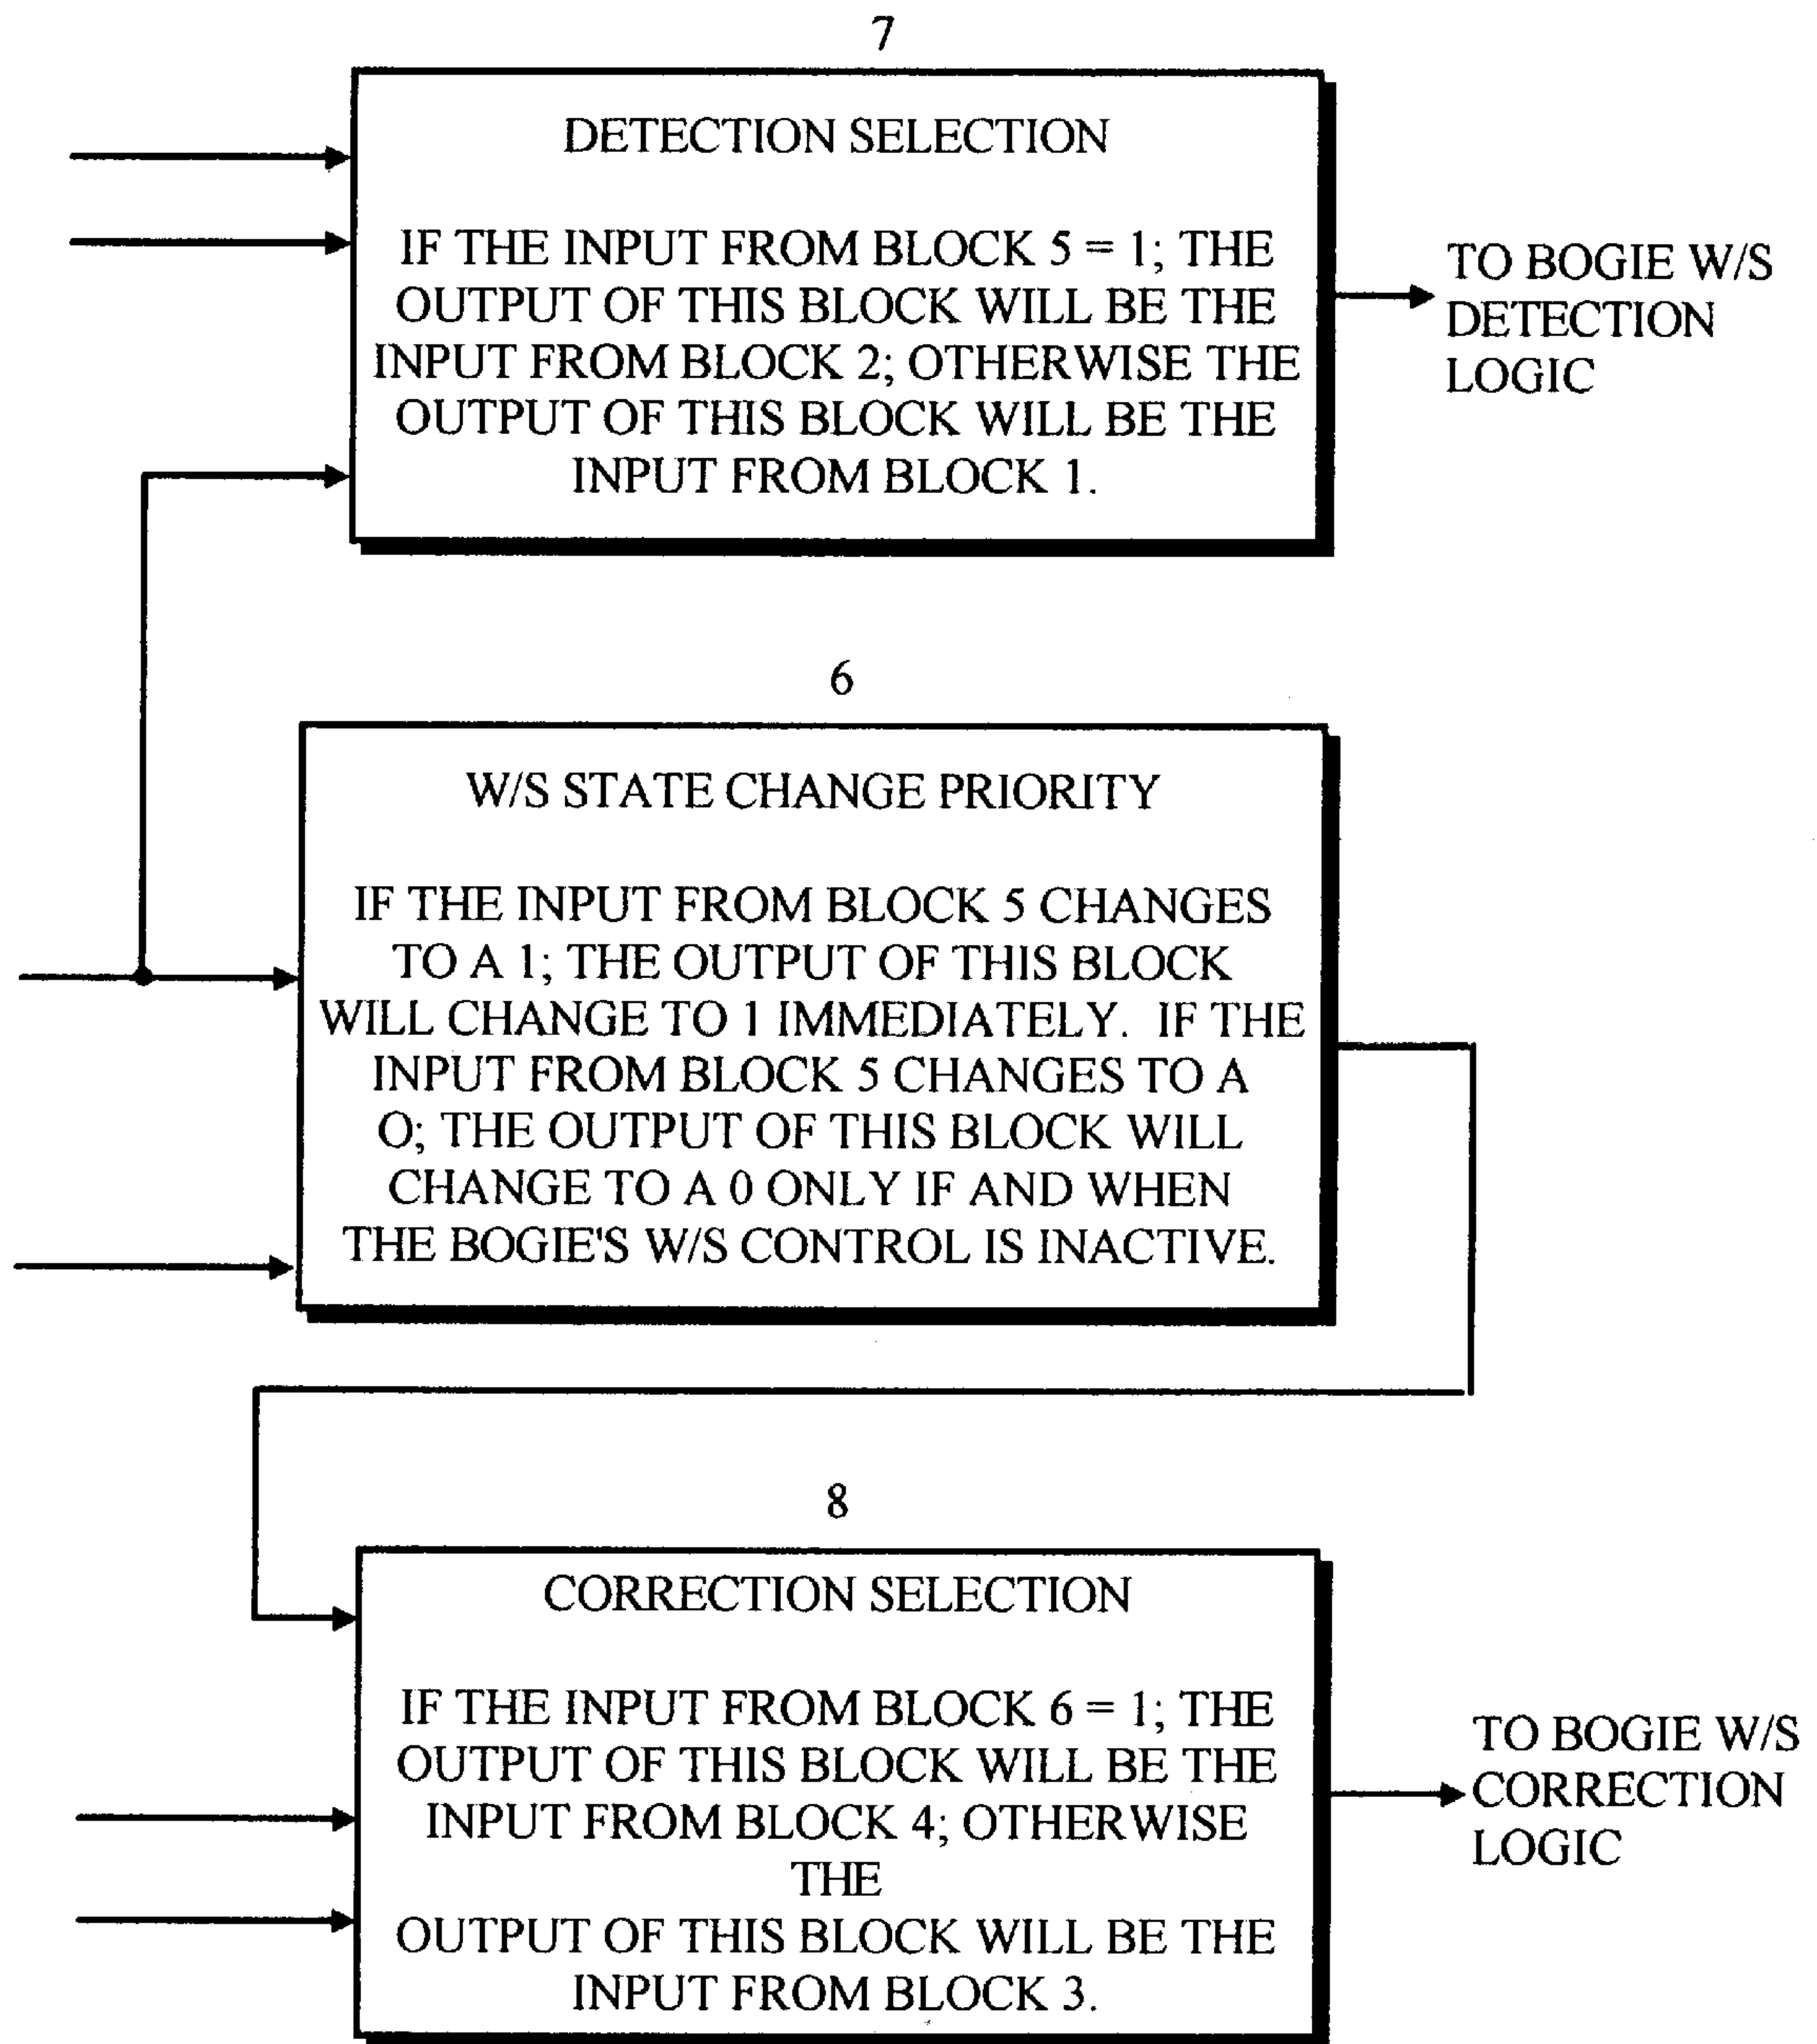 7
DETECTION SELECTION
IF THE INPUT FROM BLOCK 5 = 1; THE
OUTPUT OF THIS BLOCK WILL BE THE
INPUT FROM BLOCK 2; OTHERWISE THE
OUTPUT OF THIS BLOCK WILL BE THE
INPUT FROM BLOCK 1.
TO BOGIE W/S
DETECTION
LOGIC
6
W/S STATE CHANGE PRIORITY
IF THE INPUT FROM BLOCK 5 CHANGES
TO A 1; THE OUTPUT OF THIS BLOCK
WILL CHANGE TO 1 IMMEDIATELY. IF THE
INPUT FROM BLOCK 5 CHANGES TO A
O; THE OUTPUT OF THIS BLOCK WILL
CHANGE TO A 0 ONLY IF AND WHEN
THE BOGIE'S W/S CONTROL IS INACTIVE.
8
CORRECTION SELECTION
IF THE INPUT FROM BLOCK 6 = 1; THE
OUTPUT OF THIS BLOCK WILL BE THE
INPUT FROM BLOCK 4; OTHERWISE
THE
OUTPUT OF THIS BLOCK WILL BE THE
INPUT FROM BLOCK 3.
TO BOGIE W/S
CORRECTION
LOGIC